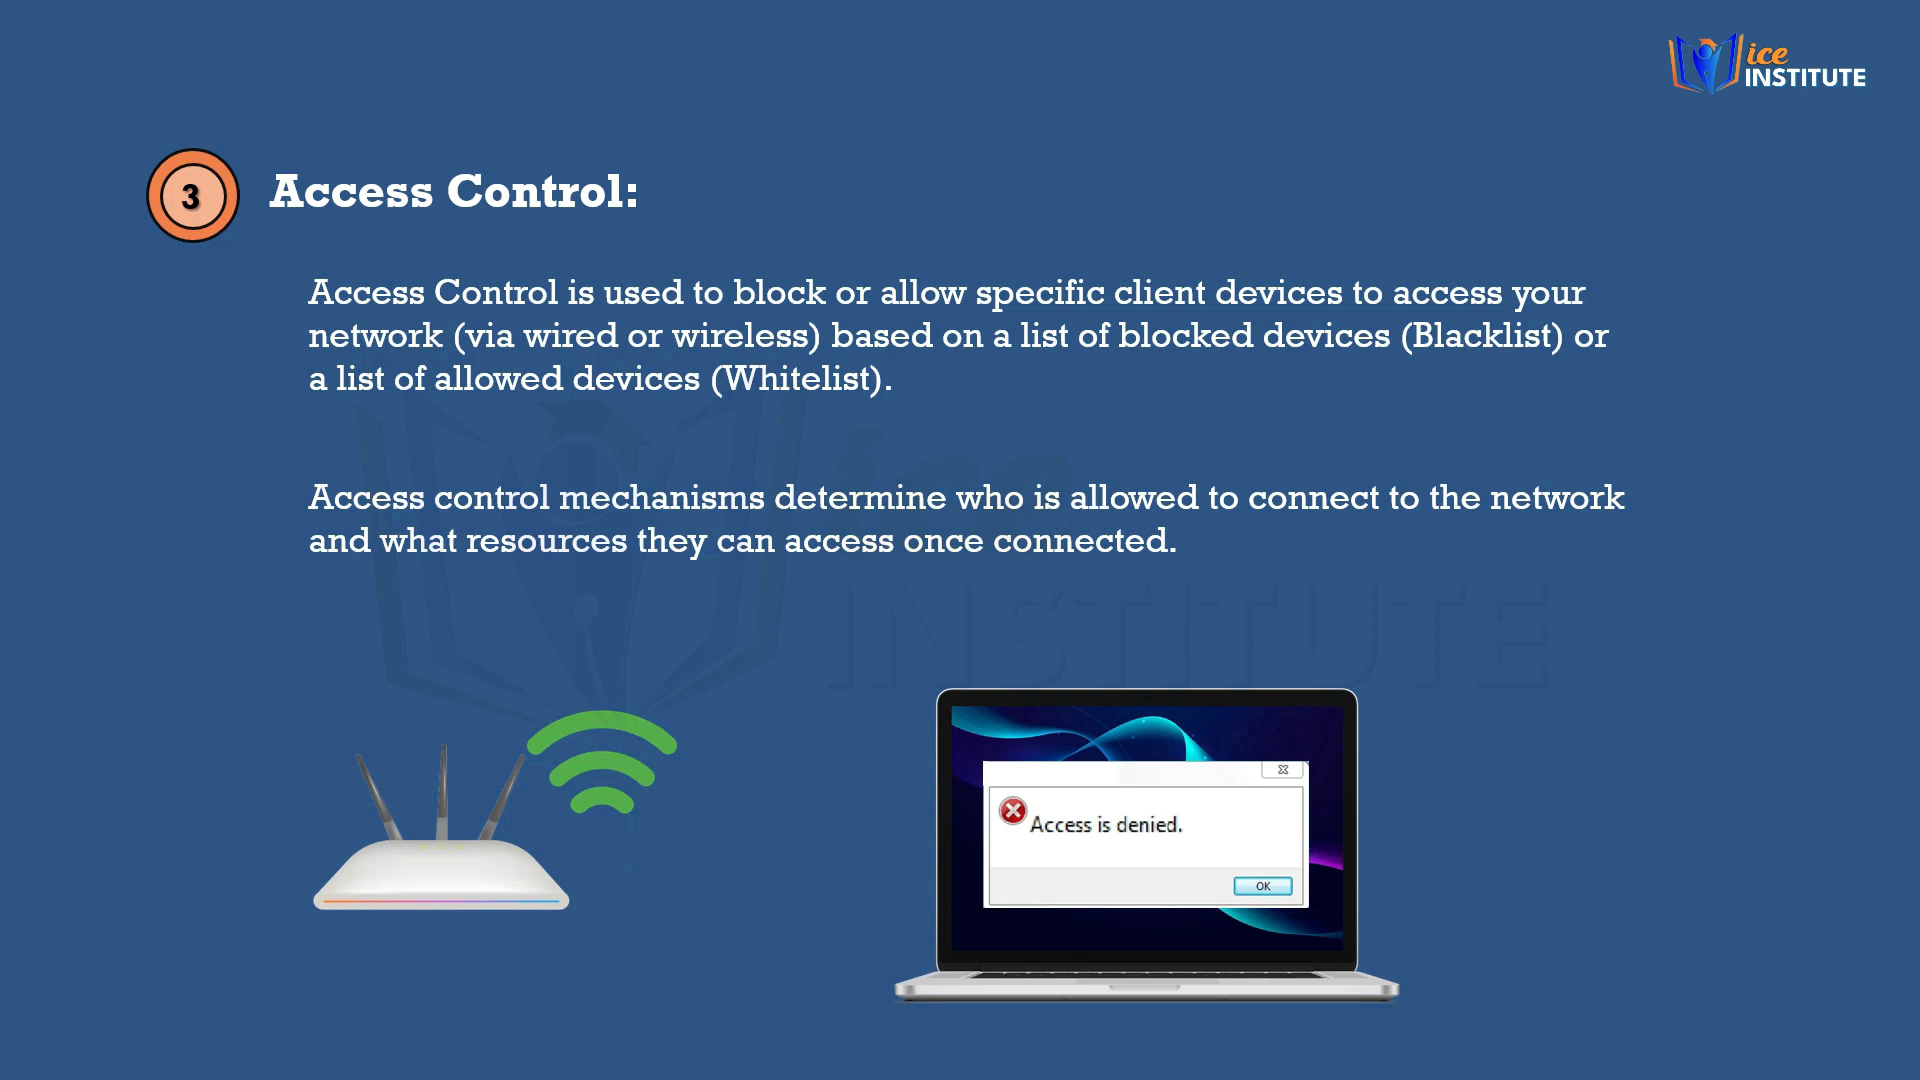 ice
INSTITUTE
3
Access Control:
Access Control is used to block or allow specific client devices to access your
network (via wired or wireless) based on a list of blocked devices (Blacklist) or
a list of allowed devices (Whitelist).
Access control mechanisms determine who is allowed to connect to the network
and what resources they can access once connected.
ice
INSTITUTE
Access is denied.
OK